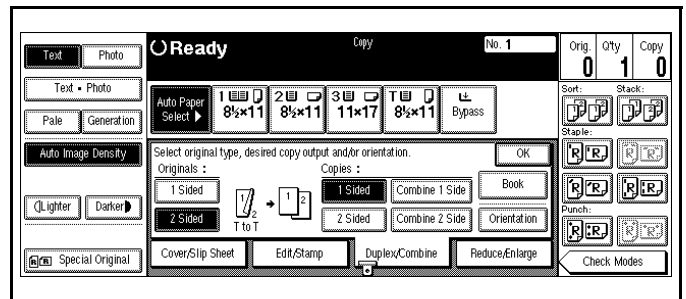 Text Photo
Text • Photo
Pale Generation
Auto Image Density
Lighter Darker
R R Special Original
Ready
Copy
No. 1
Auto Paper
Select ▶
1 8½×11
2 8½×11
3 11×17
T 8½×11
Bypass
Select original type, desired copy output and/or orientation.
OK
Originals :
1 Sided
2 Sided
1 2
T to T
1 2
Copies :
1 Sided Combine 1 Side
2 Sided Combine 2 Side
Book
Orientation
Cover/Slip Sheet Edit/Stamp Duplex/Combine Reduce/Enlarge
Orig. Q'ty Copy
0 1 0
Sort: Stack:
Staple:
R R R R
R R R R
Punch:
R R R R
Check Modes